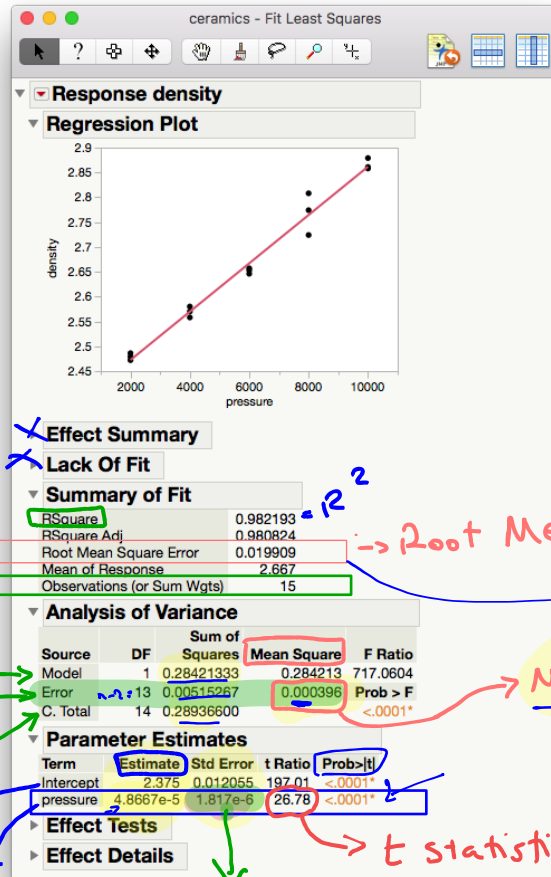 ceramics - Fit Least Squares
?
JMP
Response density
Regression Plot
2.9
2.85
2.8
2.75
2.7
2.65
2.6
2.55
2.5
2.45
density
2000 4000 6000 8000 10000
pressure
Effect Summary
Lack Of Fit
Summary of Fit
RSquare 0.982193 = R²
RSquare Adj 0.980824
Root Mean Square Error 0.019909 → Root Me
Mean of Response 2.667
Observations (or Sum Wgts) 15
Analysis of Variance
Source DF Sum of Squares Mean Square F Ratio
Model 1 0.28421333 0.284213 717.0604
Error n-2= 13 0.00515267 0.000396 Prob > F
C. Total 14 0.28936600 <.0001*
Parameter Estimates
Term Estimate Std Error t Ratio Prob>|t|
Intercept 2.375 0.012055 197.01 <.0001*
pressure 4.8667e-5 1.817e-6 26.78 <.0001*
Effect Tests
→ t statisti
Effect Details